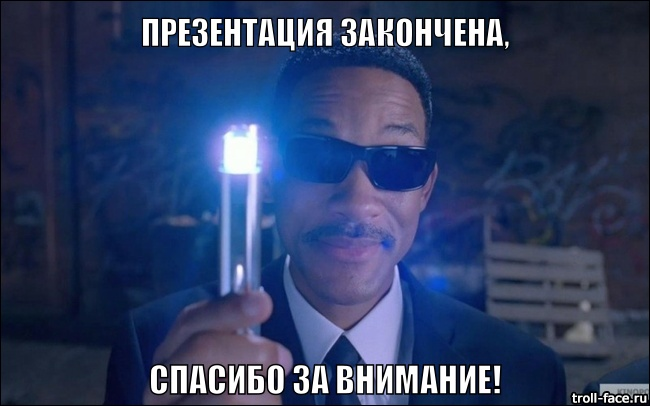 ПРЕЗЕНТАЦИЯ ЗАКОНЧЕНА,
СПАСИБО ЗА ВНИМАНИЕ!
troll-face.ru